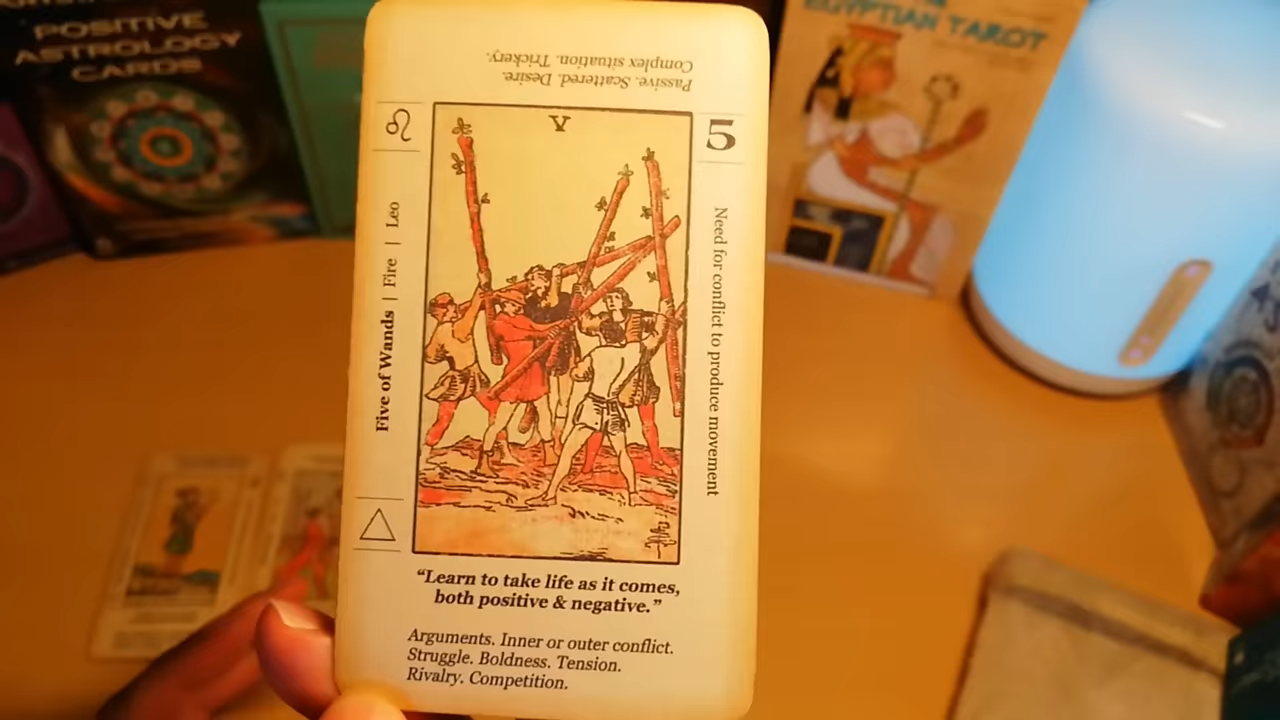 POSITIVE
ASTROLOGY
CARDS
EGYPTIAN TAROT
Passive. Scattered. Desire.
Complex situation. Trickery.
V
5
Five of Wands | Fire | Leo
Need for conflict to produce movement
“Learn to take life as it comes,
both positive & negative.”
Arguments. Inner or outer conflict.
Struggle. Boldness. Tension.
Rivalry. Competition.